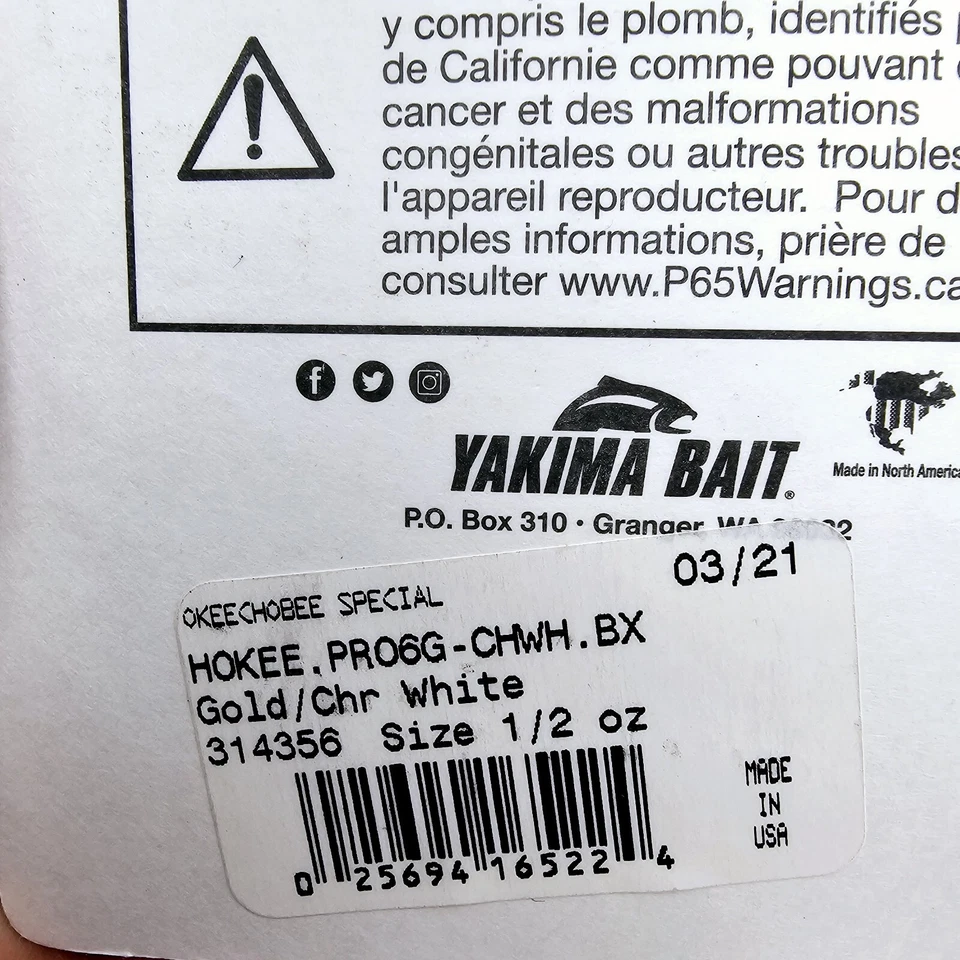 y compris le plomb, identifiés
de Californie comme pouvant
cancer et des malformations
congénitales ou autres troubles
l'appareil reproducteur. Pour d
amples informations, prière de
consulter www.P65Warnings.ca
YAKIMA BAIT®
Made in North America
P.O. Box 310 • Granger, WA
03/21
OKEECHOBEE SPECIAL
HOKEE.PRO6G-CHWH.BX
Gold/Chr White
314356 Size 1/2 oz
MADE
IN
USA
0 25694 16522 4